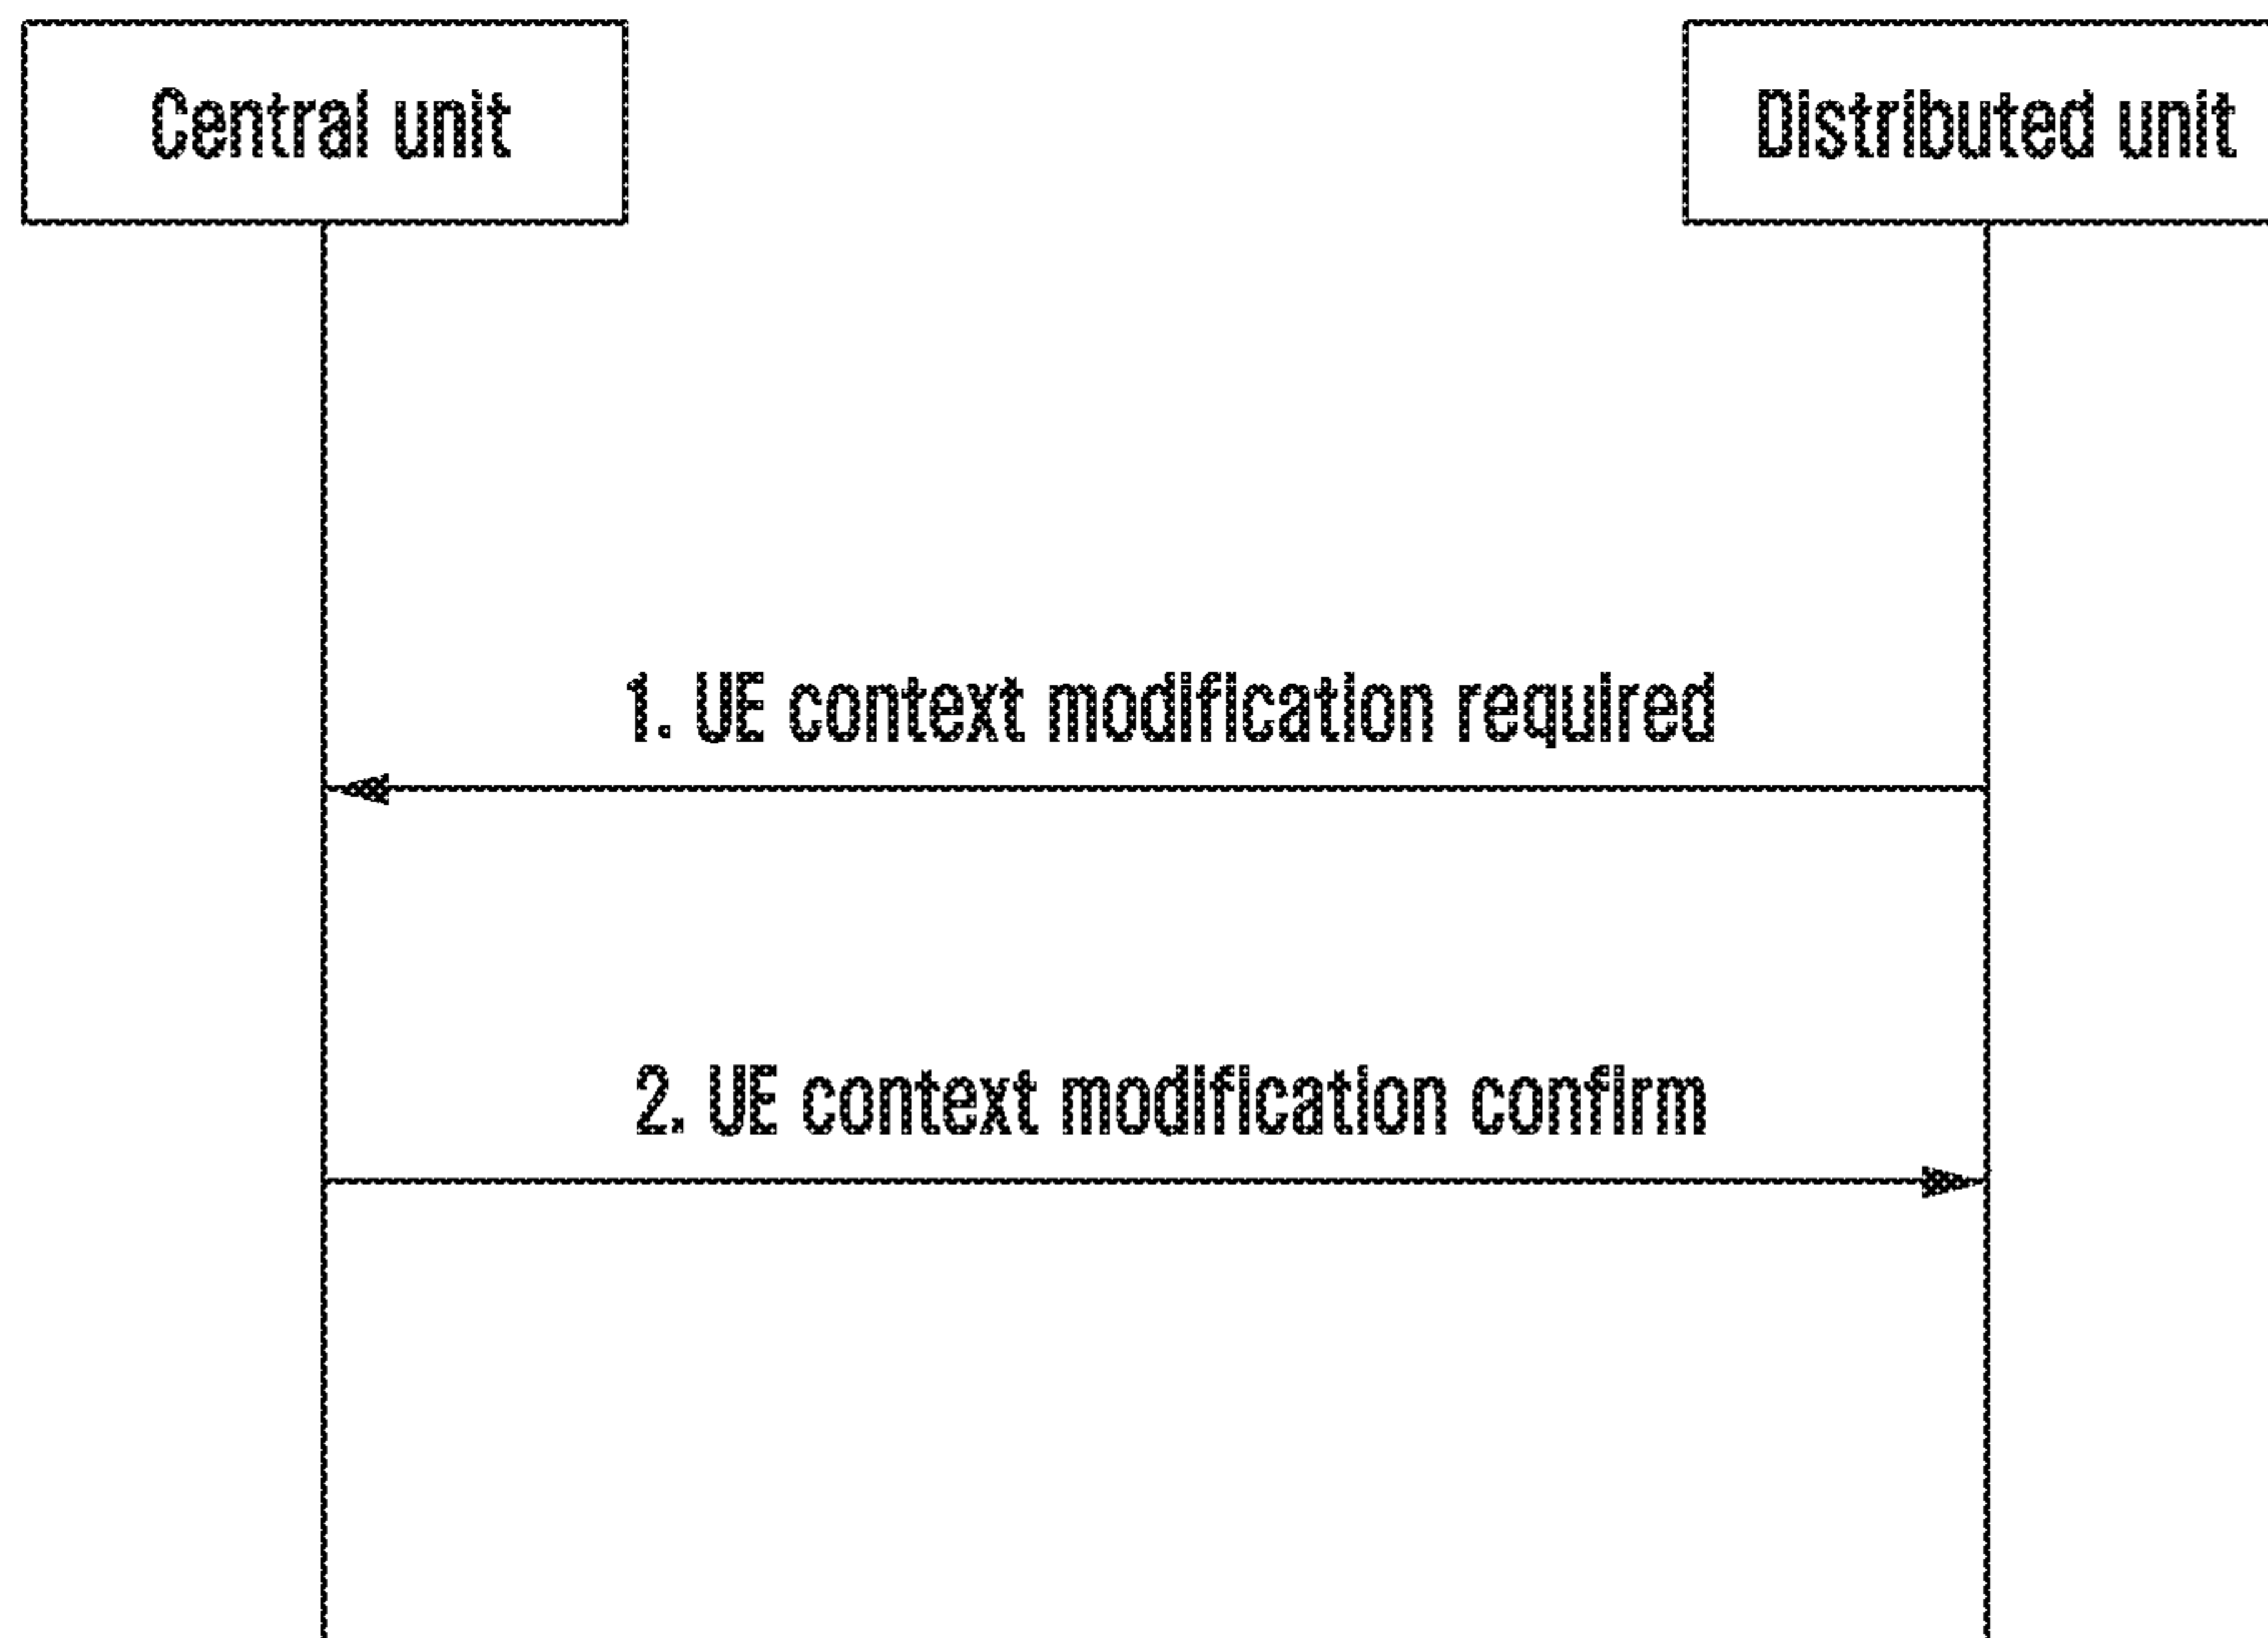 Central unit
Distributed unit
1. UE context modification required
2. UE context modification confirm